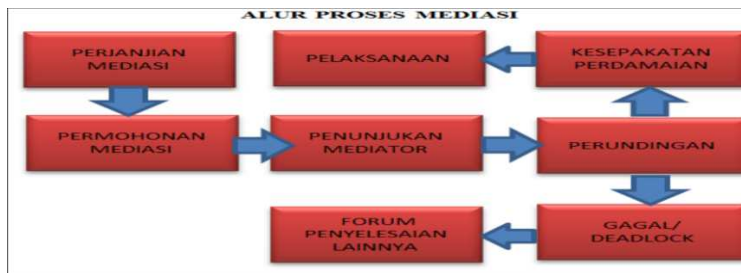 ALUR PROSES MEDIASI
PERJANJIAN
MEDIASI
PELAKSANAAN
KESEPAKATAN
PERDAMAIAN
PERMOHONAN
MEDIASI
PENUNJUKAN
MEDIATOR
PERUNDINGAN
FORUM
PENYELESAIAN
LAINNYA
GAGAL/
DEADLOCK